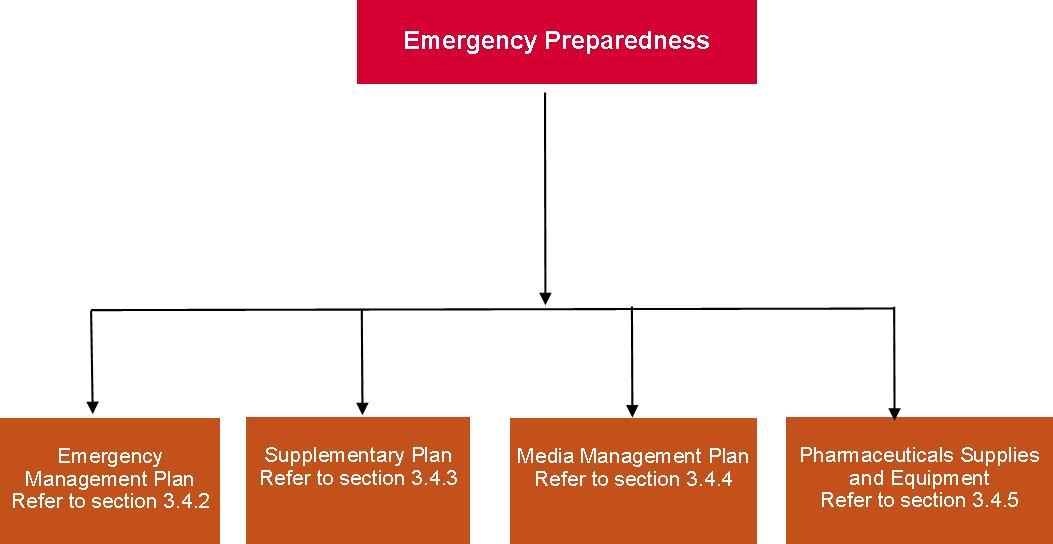 Emergency Preparedness
Emergency
Management Plan
Refer to section 3.4.2
Supplementary Plan
Refer to section 3.4.3
Media Management Plan
Refer to section 3.4.4
Pharmaceuticals Supplies
and Equipment
Refer to section 3.4.5